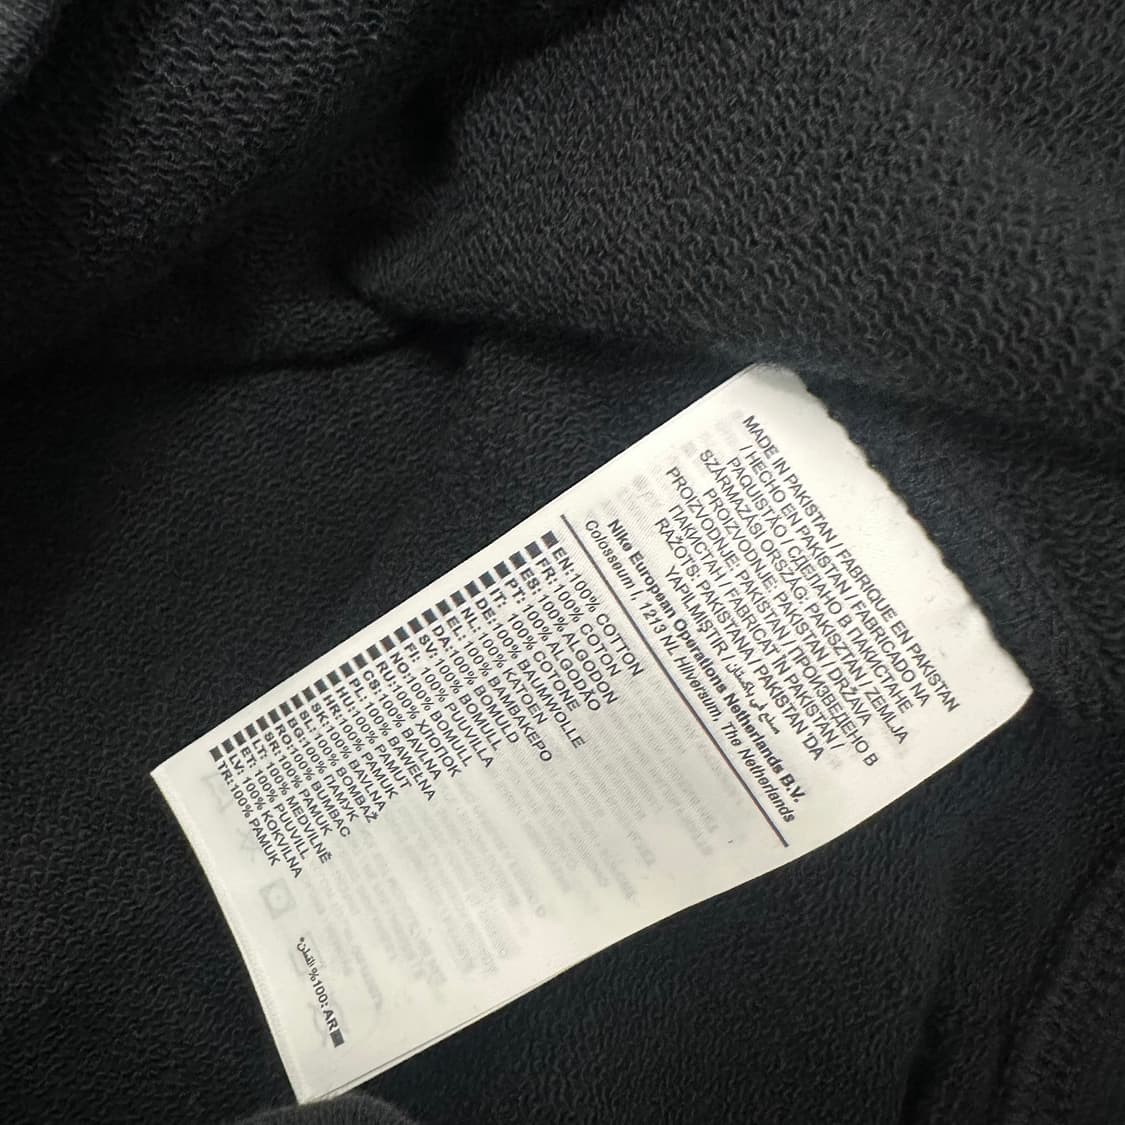 MADE IN PAKISTAN / FABRIQUE EN PAKISTAN
/ HECHO EN PAKISTAN / FABRICADO NA
PAQUISTÃO / СДЕЛАНО В ПАКИСТАНЕ
SZÁRMAZÁSI ORSZÁG: PAKISZTÁN / ZEMLJA
PROIZVODNJE: PAKISTAN / DRŽAVA
PROIZVODNJE: PAKISTAN / ПРОИЗВЕДЕНО В
ПАКИСТАН / FABRICAT IN PAKISTAN /
RAŽOTS: PAKISTANA / PAKISTAN'DA
YAPILMIŞTIR صنع في باكستان
Nike European Operations Netherlands B.V.
Colosseum I, 1213 NL Hilversum, The Netherlands
EN:100% COTTON
FR: 100% COTON
ES: 100% ALGODON
PT: 100% ALGODÃO
IT: 100% COTONE
DE:100% BAUMWOLLE
NL: 100% KATOEN
EL:100% ΒΑΜΒΑΚΕΡΟ
DA:100% BOMULD
SV: 100% BOMULL
FI: 100% PUUVILLA
NO:100% BOMULL
RU:100% ХЛОПОК
PL: 100% BAWEŁNA
CS:100% BAVLNA
HU:100% PAMUT
HR:100% PAMUK
SK:100% BAVLNA
SL: 100% BOMBAŽ
BG:100% ПАМУК
RO:100% BUMBAC
SR:100% PAMUK
LT: 100% MEDVILNĖ
ET: 100% PUUVILL
LV: 100% KOKVILNA
TR:100% PAMUK
AR :100% القطن